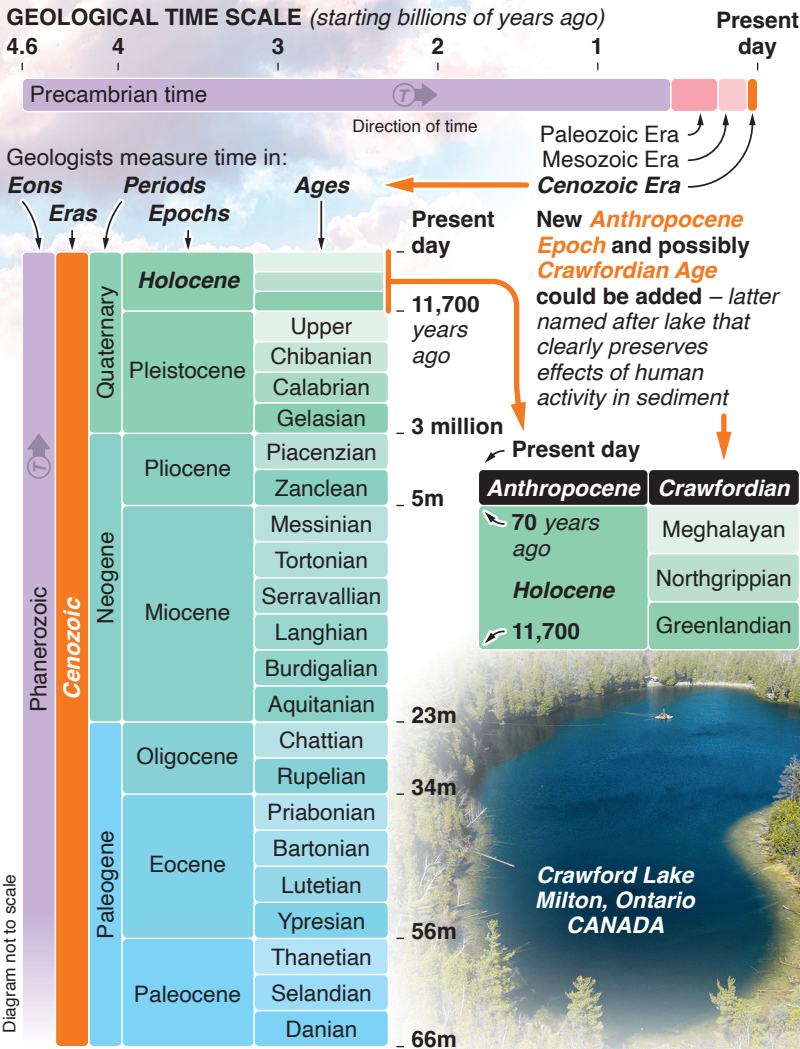 GEOLOGICAL TIME SCALE (starting billions of years ago)
4.6
4
3
2
1
Present
day
Precambrian time
T
Direction of time
Paleozoic Era
Mesozoic Era
Cenozoic Era
Geologists measure time in:
Eons
Eras
Periods
Epochs
Ages
Present
day
11,700
years
ago
3 million
5m
23m
34m
56m
66m
Phanerozoic
T
Cenozoic
Quaternary
Neogene
Paleogene
Holocene
Pleistocene
Pliocene
Miocene
Oligocene
Eocene
Paleocene
Upper
Chibanian
Calabrian
Gelasian
Piacenzian
Zanclean
Messinian
Tortonian
Serravallian
Langhian
Burdigalian
Aquitanian
Chattian
Rupelian
Priabonian
Bartonian
Lutetian
Ypresian
Thanetian
Selandian
Danian
New Anthropocene
Epoch and possibly
Crawfordian Age
could be added – latter
named after lake that
clearly preserves
effects of human
activity in sediment
Present day
Anthropocene
Crawfordian
70 years
ago
Holocene
11,700
Meghalayan
Northgrippian
Greenlandian
Crawford Lake
Milton, Ontario
CANADA
Diagram not to scale